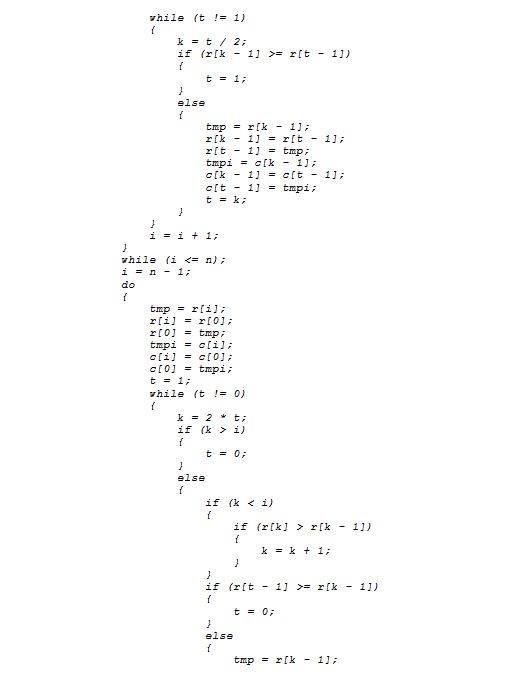 while (t != 1)
{
k = t / 2;
if (r[k - 1] >= r[t - 1])
{
t = 1;
}
else
{
tmp = r[k - 1];
r[k - 1] = r[t - 1];
r[t - 1] = tmp;
tmpi = c[k - 1];
c[k - 1] = c[t - 1];
c[t - 1] = tmpi;
t = k;
}
}
i = i + 1;
}
while (i <= n);
i = n - 1;
do
{
tmp = r[i];
r[i] = r[0];
r[0] = tmp;
tmpi = c[i];
c[i] = c[0];
c[0] = tmpi;
t = 1;
while (t != 0)
{
k = 2 * t;
if (k > i)
{
t = 0;
}
else
{
if (k < i)
{
if (r[k] > r[k - 1])
{
k = k + 1;
}
}
if (r[t - 1] >= r[k - 1])
{
t = 0;
}
else
{
tmp = r[k - 1];